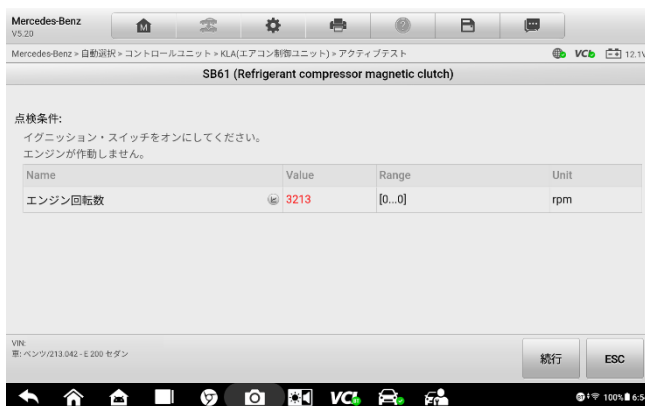 Mercedes-Benz
V5.20
Mercedes-Benz > 自動選択 > コントロールユニット > KLA(エアコン制御ユニット) > アクティブテスト
VCI 12.1V
SB61 (Refrigerant compressor magnetic clutch)
点検条件:
イグニッション・スイッチをオンにしてください。
エンジンが作動しません。
Name Value Range Unit
エンジン回転数 3213 [0...0] rpm
VIN:
車: ベンツ/213.042 - E 200 セダン
続行 ESC
VCI 100% 6:5